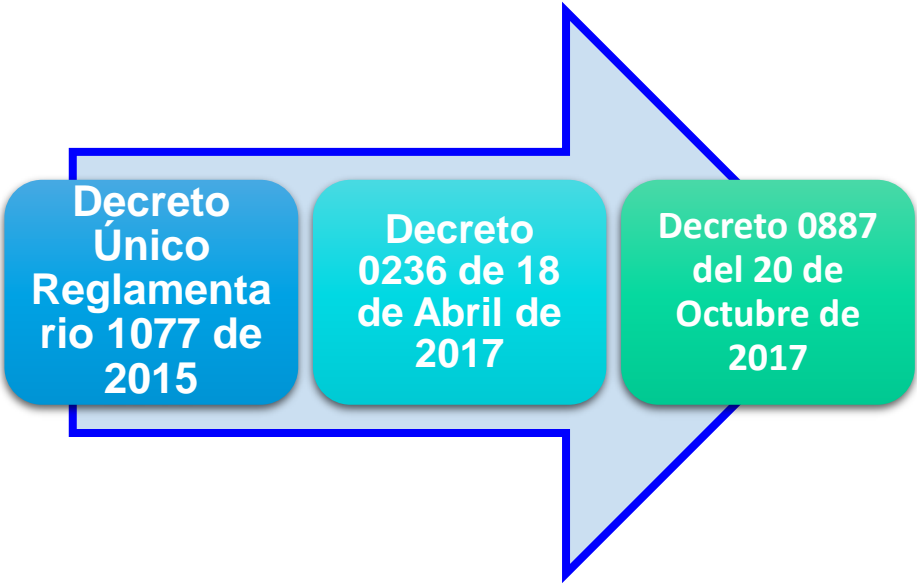 Decreto
Único
Reglamenta
rio 1077 de
2015
Decreto
0236 de 18
de Abril de
2017
Decreto 0887
del 20 de
Octubre de
2017